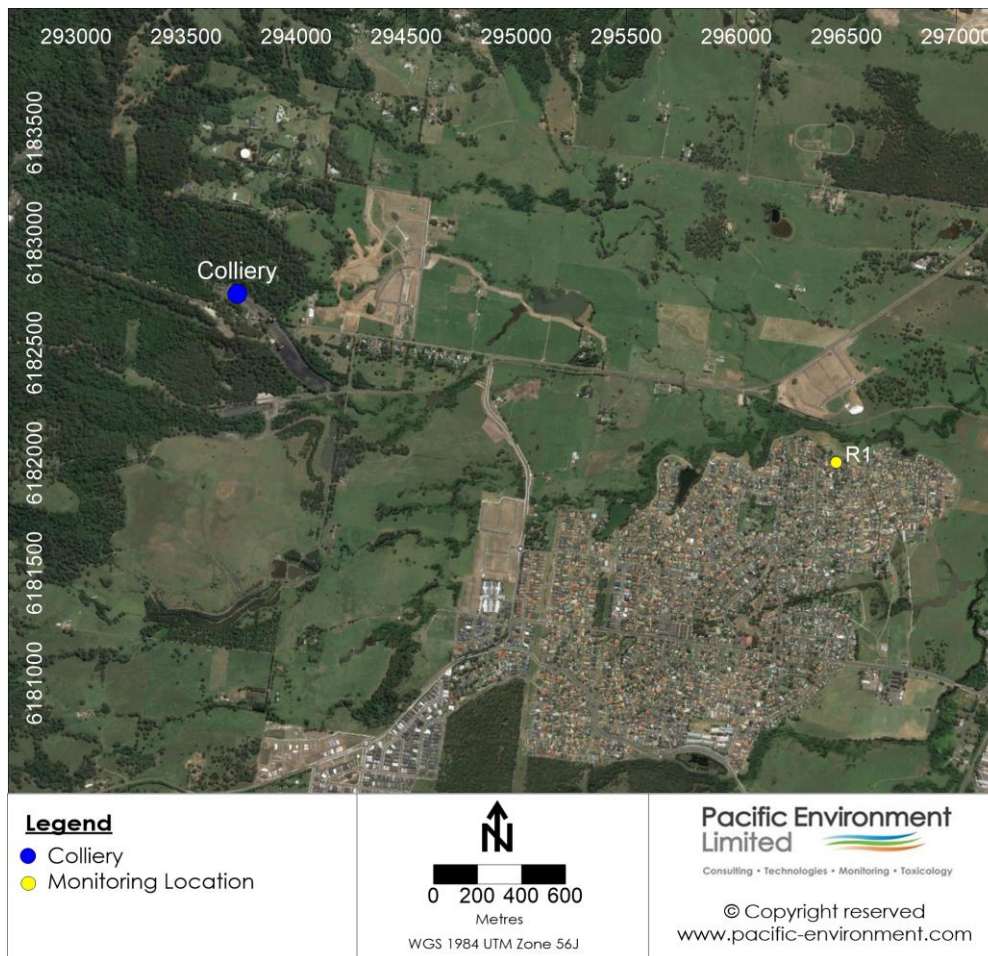 293000 293500 294000 294500 295000 295500 296000 296500 297000
6183500
6183000
6182500
6182000
6181500
6181000
Colliery
R1
Legend
Colliery
Monitoring Location
N
0 200 400 600
Metres
WGS 1984 UTM Zone 56J
Pacific Environment
Limited
Consulting • Technologies • Monitoring • Toxicology
© Copyright reserved
www.pacific-environment.com